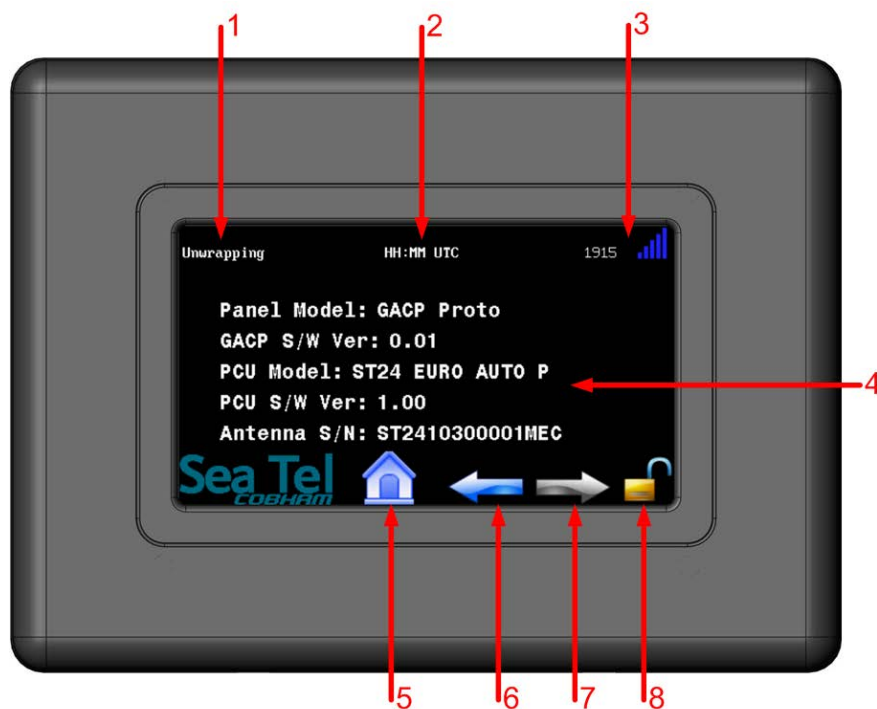 1 2 3
Unwrapping HH:MM UTC 1915
Panel Model: GACP Proto
GACP S/W Ver: 0.01
PCU Model: ST24 EURO AUTO P
4
PCU S/W Ver: 1.00
Antenna S/N: ST2410300001MEC
Sea Tel
COBHAM
5 6 7 8